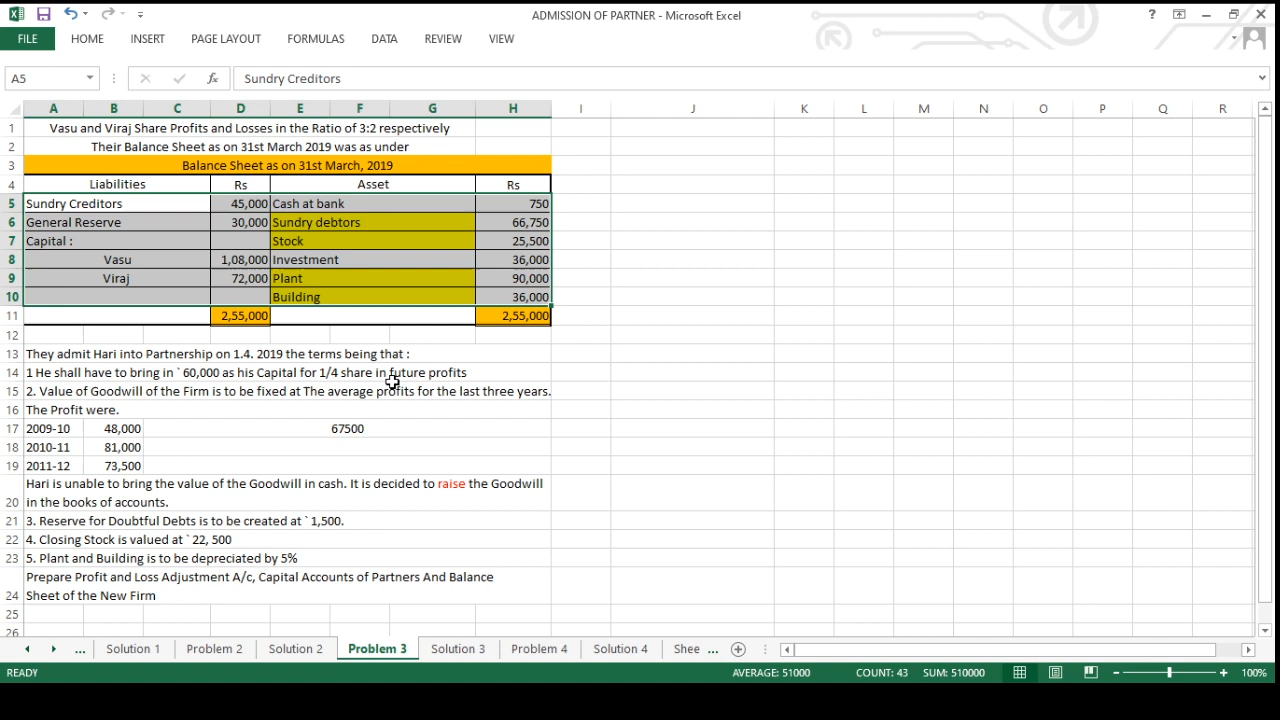 ADMISSION OF PARTNER - Microsoft Excel
FILE HOME INSERT PAGE LAYOUT FORMULAS DATA REVIEW VIEW
A5 fx Sundry Creditors
A B C D E F G H I J K L M N O P Q R
1 Vasu and Viraj Share Profits and Losses in the Ratio of 3:2 respectively
2 Their Balance Sheet as on 31st March 2019 was as under
3 Balance Sheet as on 31st March, 2019
4 Liabilities Rs Asset Rs
5 Sundry Creditors 45,000 Cash at bank 750
6 General Reserve 30,000 Sundry debtors 66,750
7 Capital : Stock 25,500
8 Vasu 1,08,000 Investment 36,000
9 Viraj 72,000 Plant 90,000
10 Building 36,000
11 2,55,000 2,55,000
12
13 They admit Hari into Partnership on 1.4. 2019 the terms being that :
14 1 He shall have to bring in ` 60,000 as his Capital for 1/4 share in future profits
15 2. Value of Goodwill of the Firm is to be fixed at The average profits for the last three years.
16 The Profit were.
17 2009-10 48,000 67500
18 2010-11 81,000
19 2011-12 73,500
Hari is unable to bring the value of the Goodwill in cash. It is decided to raise the Goodwill
20 in the books of accounts.
21 3. Reserve for Doubtful Debts is to be created at ` 1,500.
22 4. Closing Stock is valued at ` 22, 500
23 5. Plant and Building is to be depreciated by 5%
Prepare Profit and Loss Adjustment A/c, Capital Accounts of Partners And Balance
24 Sheet of the New Firm
25
26
... Solution 1 Problem 2 Solution 2 Problem 3 Solution 3 Problem 4 Solution 4 Shee ...
READY AVERAGE: 51000 COUNT: 43 SUM: 510000 100%